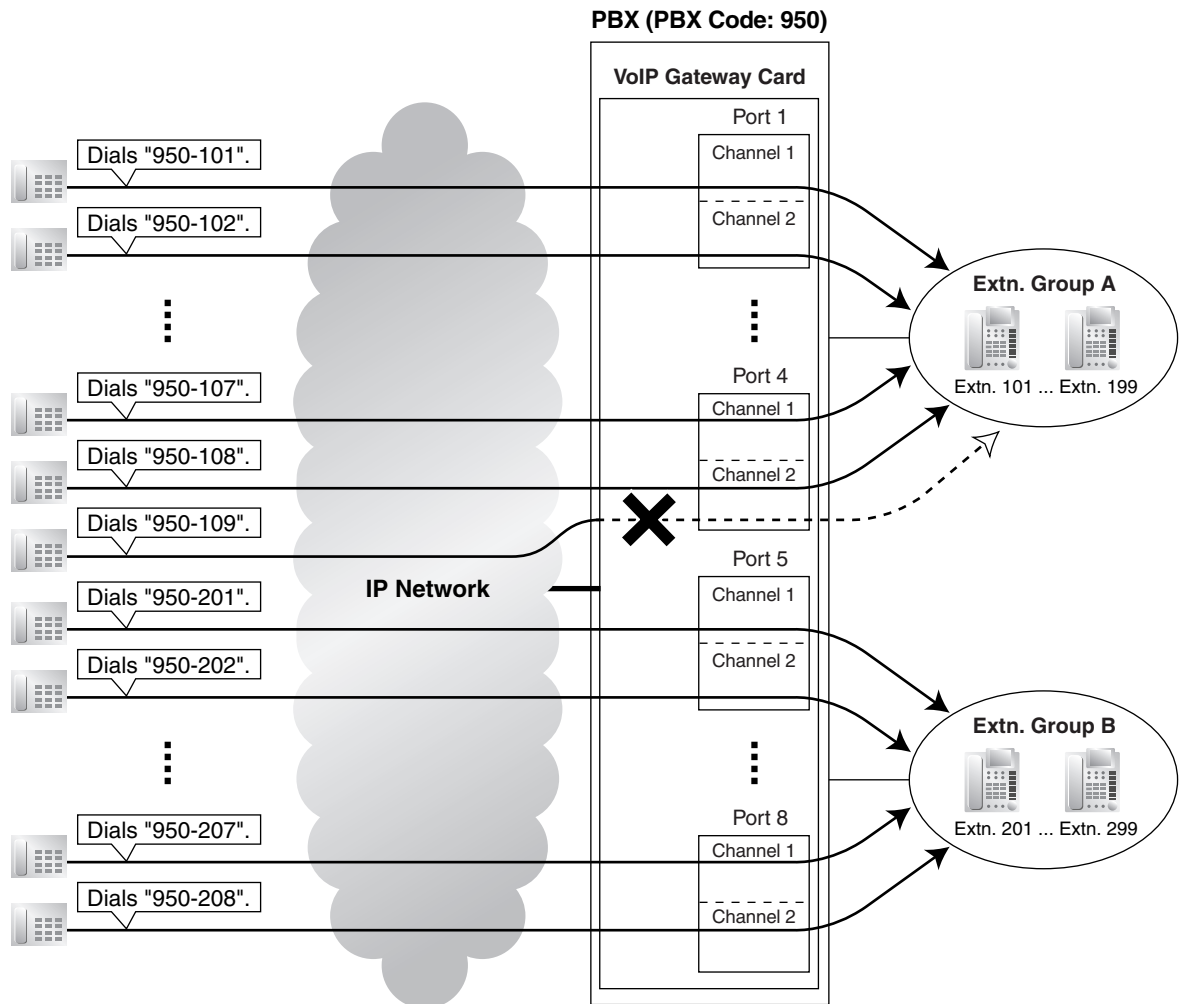 PBX (PBX Code: 950)
VoIP Gateway Card
Port 1
Dials "950-101".
Channel 1
Dials "950-102".
Channel 2
Extn. Group A
Extn. 101 ... Extn. 199
Port 4
Dials "950-107".
Channel 1
Dials "950-108".
Channel 2
Dials "950-109".
Port 5
IP Network
Dials "950-201".
Channel 1
Dials "950-202".
Channel 2
Extn. Group B
Extn. 201 ... Extn. 299
Port 8
Dials "950-207".
Channel 1
Dials "950-208".
Channel 2